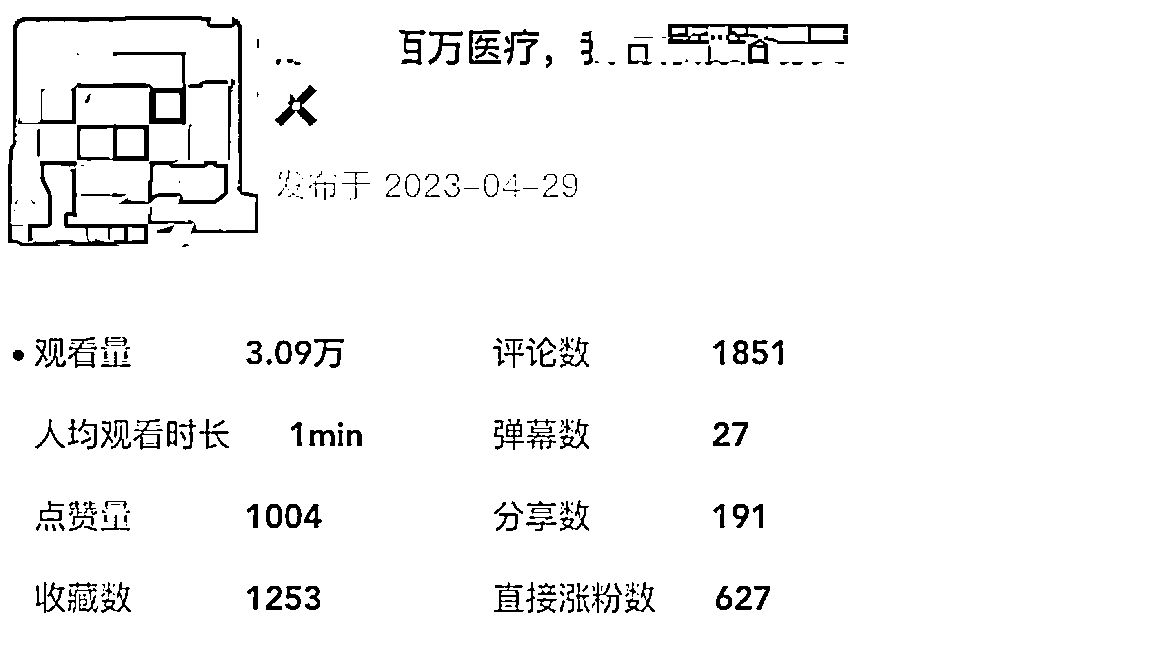 百万医疗，
发布于 2023-04-29
观看量 3.09万 评论数 1851
人均观看时长 1min 弹幕数 27
点赞量 1004 分享数 191
收藏数 1253 直接涨粉数 627